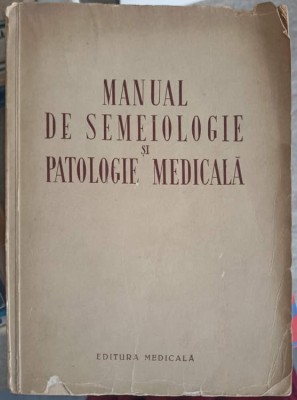 MANUAL
DE SEMEIOLOGIE
ȘI
PATOLOGIE MEDICALĂ
EDITURA MEDICALĂ